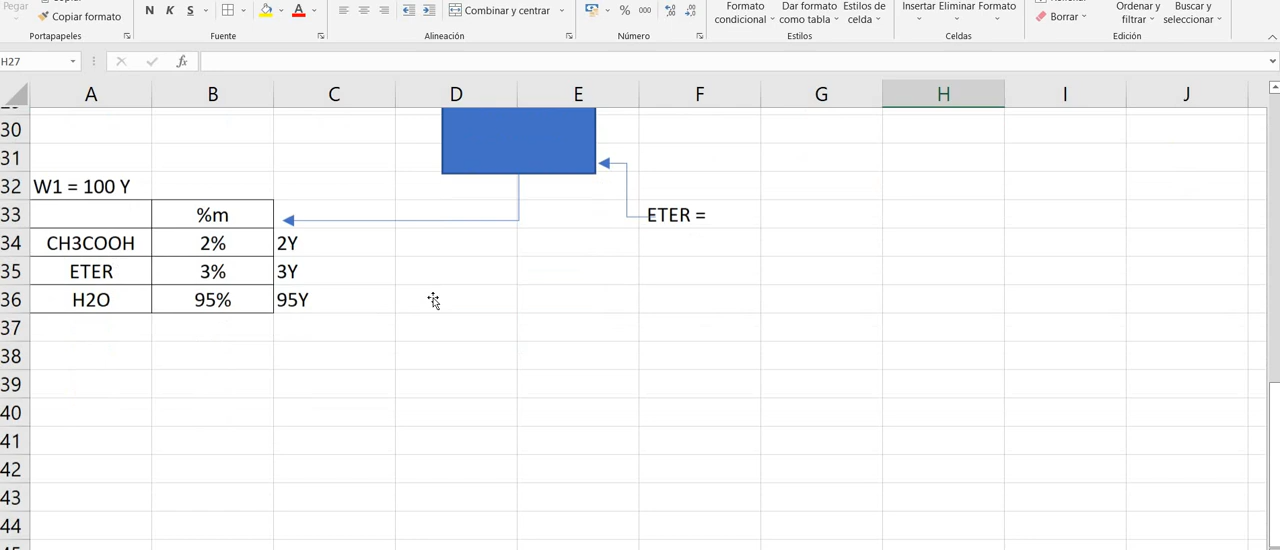 Pegar
Copiar formato
N K S
A
Combinar y centrar
% 000
Formato condicional
Dar formato como tabla
Estilos de celda
Insertar Eliminar Formato
Borrar
Ordenar y filtrar
Buscar y seleccionar
Portapapeles Fuente Alineación Número Estilos Celdas Edición
H27 fx
A B C D E F G H I J
30
31
32 W1 = 100 Y
33 %m ETER =
34 CH3COOH 2% 2Y
35 ETER 3% 3Y
36 H2O 95% 95Y
37
38
39
40
41
42
43
44